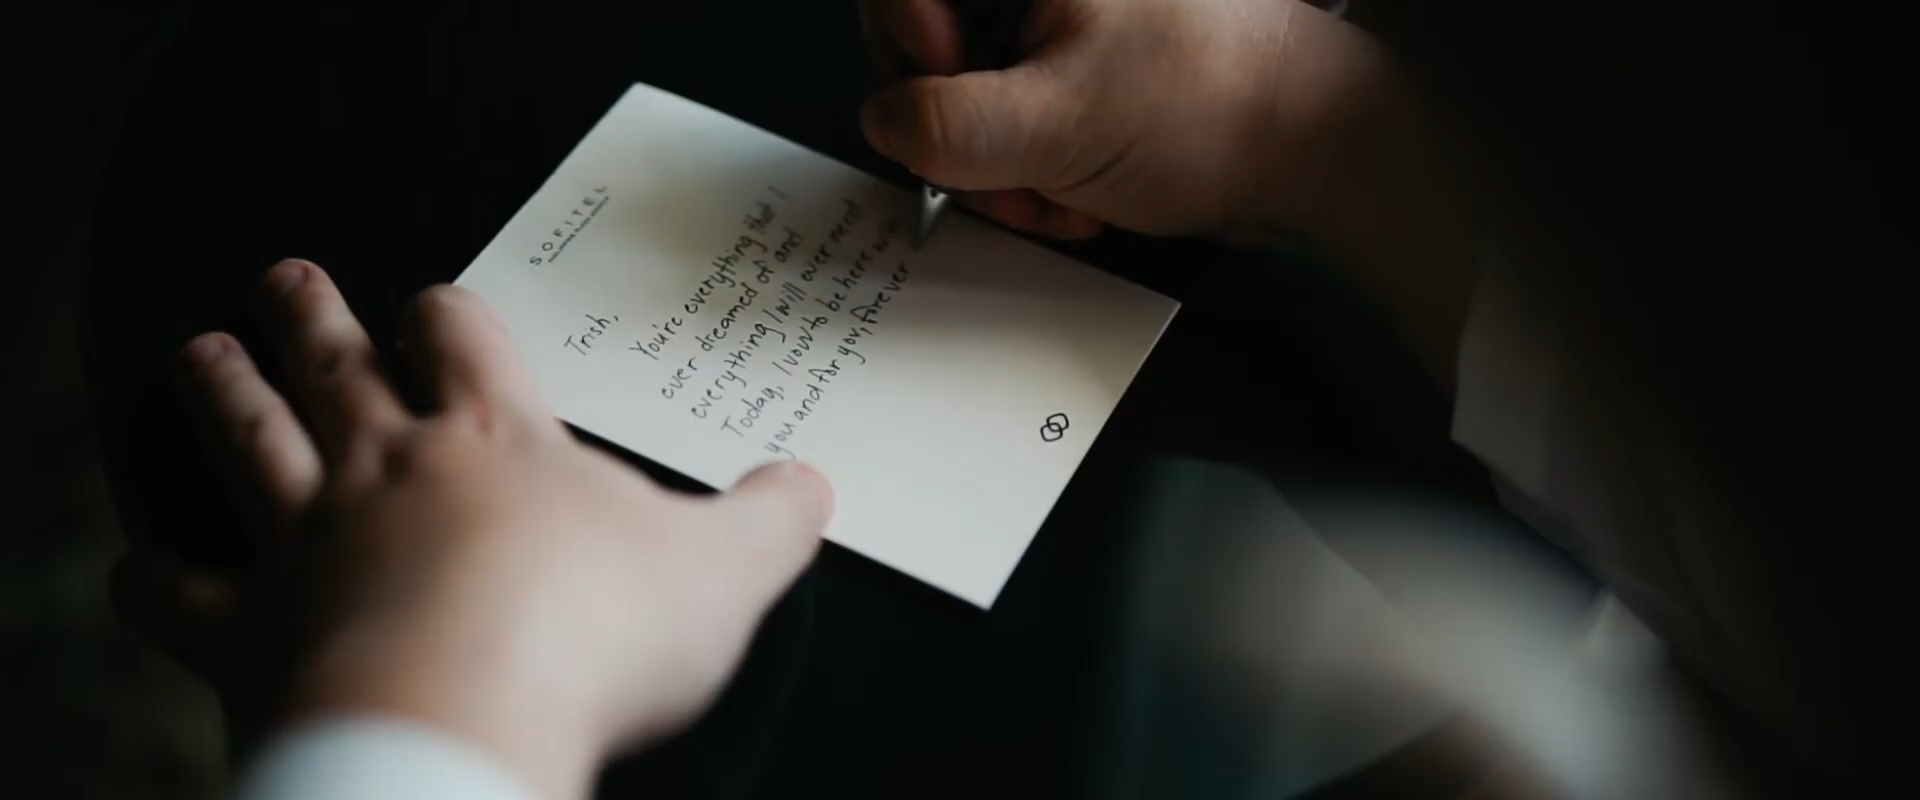 SOFITEL
Trish,
You're everything that I
ever dreamed of and
everything I will ever need
Today, I vow to be here with
you and for you, forever